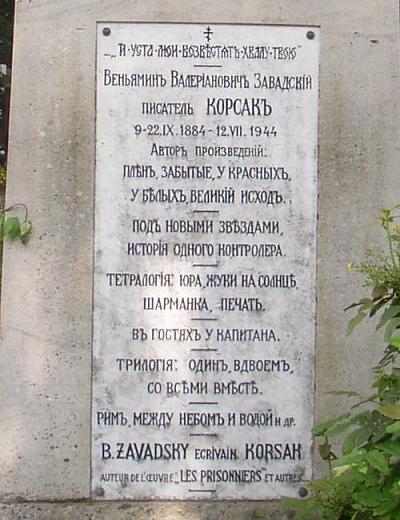 „И УСТА МОИ ВОЗВѢСТЯТЪ ХВАЛУ ТВОЮ"
ВЕНЬЯМИНЪ ВАЛЕРІАНОВИЧЪ ЗАВАДСКІЙ
ПИСАТЕЛЬ КОРСАКЪ
9-22.IX.1884-12.VII.1944
АВТОРЪ ПРОИЗВЕДЕНІЙ:
ПЛѢНЪ, ЗАБЫТЫЕ, У КРАСНЫХЪ,
У БѢЛЫХЪ, ВЕЛИКІЙ ИСХОДЪ.
ПОДЪ НОВЫМИ ЗВѢЗДАМИ,
ИСТОРІЯ ОДНОГО КОНТРОЛЕРА.
ТЕТРАЛОГІЯ: ЮРА, ЖУКИ НА СОЛНЦѢ,
ШАРМАНКА, ПЕЧАТЬ.
ВЪ ГОСТЯХЪ У КАПИТАНА.
ТРИЛОГІЯ: ОДИНЪ, ВДВОЕМЪ,
СО ВСѢМИ ВМѢСТѢ.
РИМЪ, МЕЖДУ НЕБОМЪ И ВОДОЙ И ДР.
B. ZAVADSKY ECRIVAIN KORSAK
AUTEUR DE L'ŒUVRE „LES PRISONNIERS" ET AUTRES